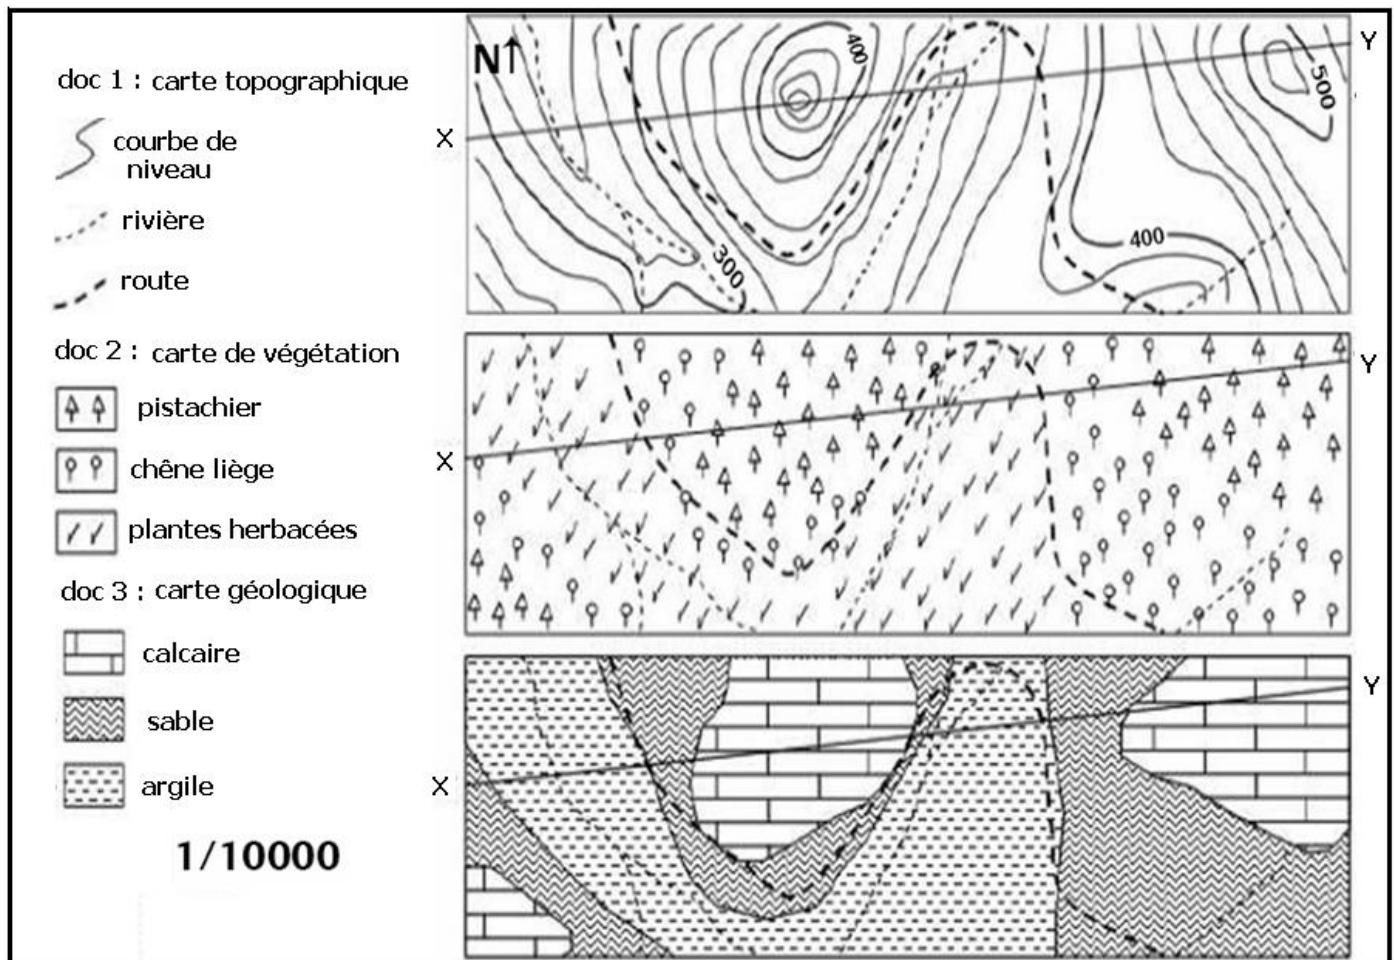 doc 1 : carte topographique
courbe de
niveau
rivière
route
doc 2 : carte de végétation
pistachier
chêne liège
plantes herbacées
doc 3 : carte géologique
calcaire
sable
argile
1/10000
N↑
400
500
X
Y
300
400
X
Y
X
Y